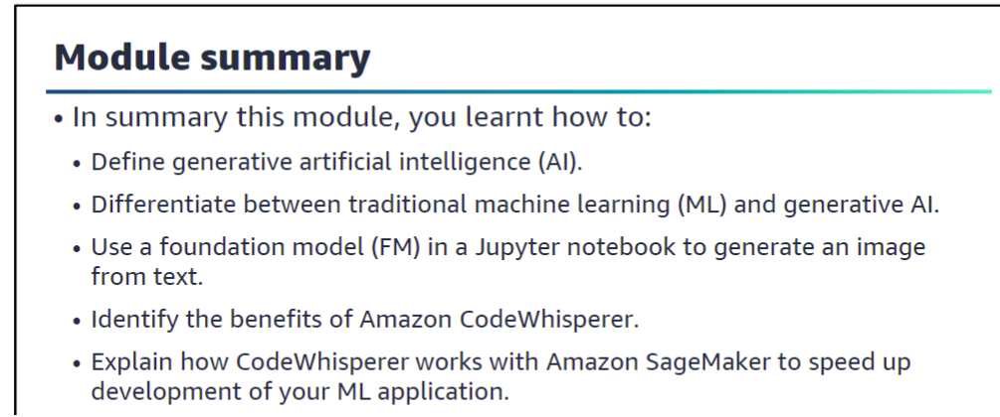 Module summary
• In summary this module, you learnt how to:
• Define generative artificial intelligence (AI).
• Differentiate between traditional machine learning (ML) and generative AI.
• Use a foundation model (FM) in a Jupyter notebook to generate an image
from text.
• Identify the benefits of Amazon CodeWhisperer.
• Explain how CodeWhisperer works with Amazon SageMaker to speed up
development of your ML application.